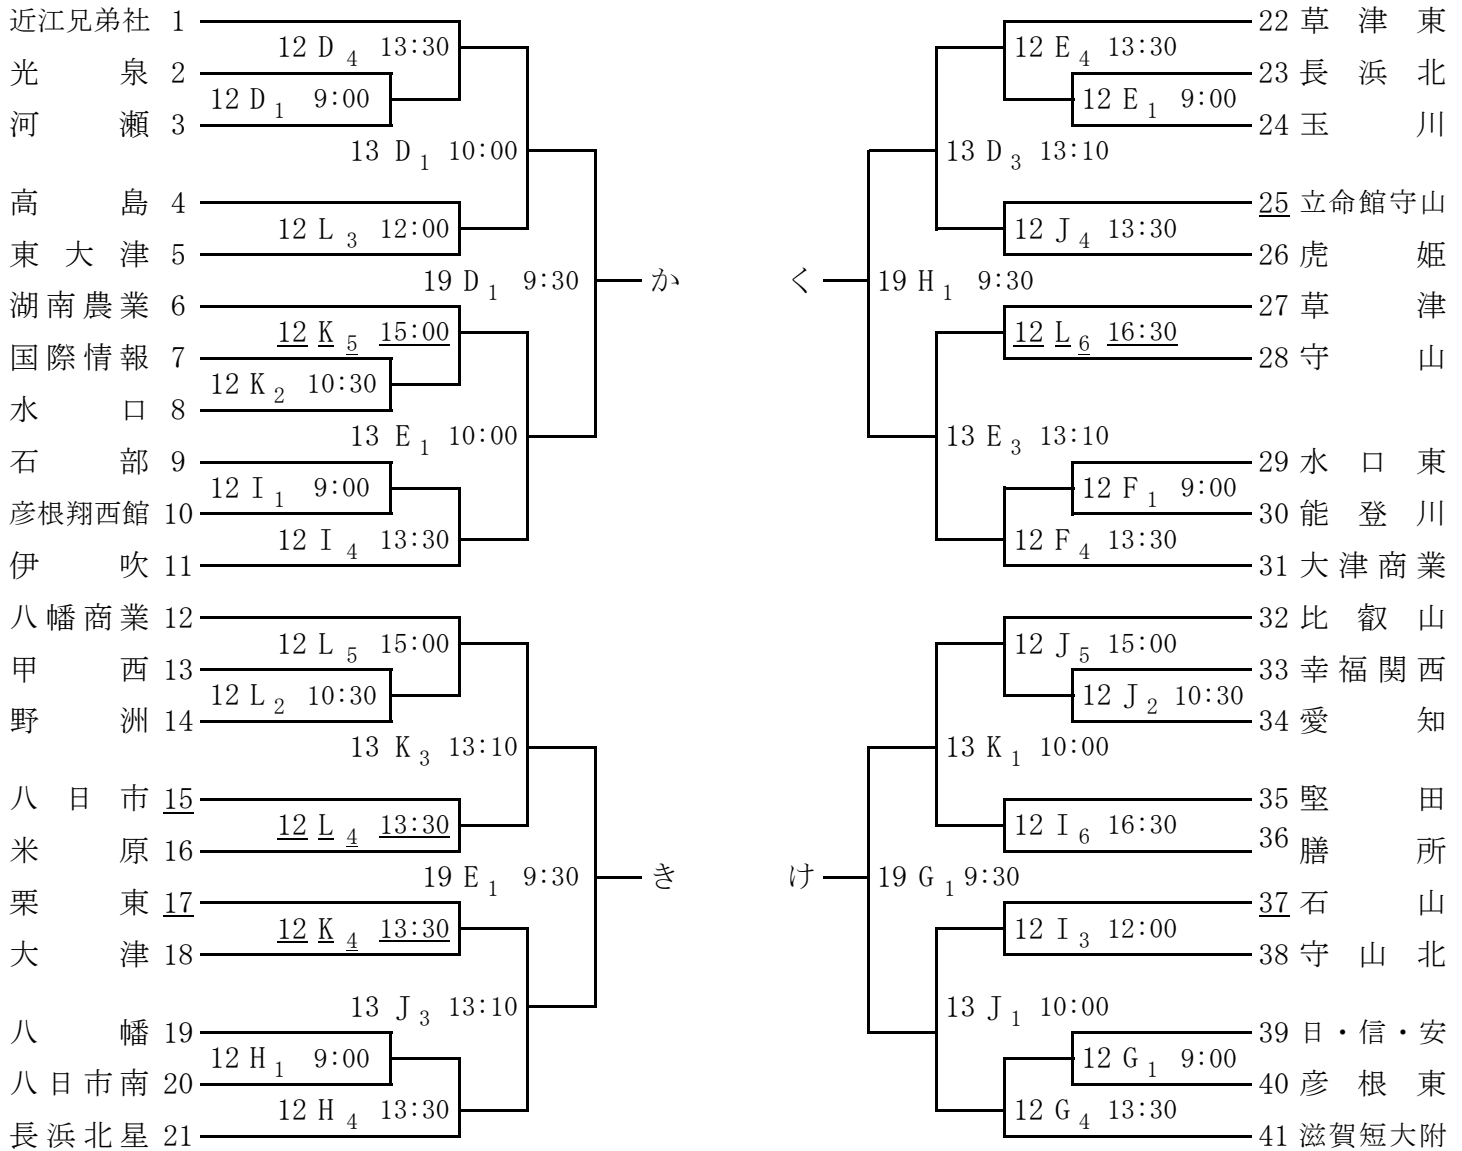 近江兄弟社 1
12 D 4 13:30
光泉 2
12 D 1 9:00
河瀬 3
13 D 1 10:00
高島 4
12 L 3 12:00
東大津 5
19 D 1 9:30
か
湖南農業 6
12 K 5 15:00
国際情報 7
12 K 2 10:30
水口 8
13 E 1 10:00
石部 9
12 I 1 9:00
彦根翔西館 10
12 I 4 13:30
伊吹 11
八幡商業 12
12 L 5 15:00
甲西 13
12 L 2 10:30
野洲 14
13 K 3 13:10
八日市 15
12 L 4 13:30
米原 16
19 E 1 9:30
き
栗東 17
12 K 4 13:30
大津 18
13 J 3 13:10
八幡 19
12 H 1 9:00
八日市南 20
12 H 4 13:30
長浜北星 21
22 草津東
12 E 4 13:30
23 長浜北
12 E 1 9:00
24 玉川
13 D 3 13:10
25 立命館守山
12 J 4 13:30
26 虎姫
く
19 H 1 9:30
27 草津
12 L 6 16:30
28 守山
13 E 3 13:10
29 水口東
12 F 1 9:00
30 能登川
12 F 4 13:30
31 大津商業
32 比叡山
12 J 5 15:00
33 幸福関西
12 J 2 10:30
34 愛知
13 K 1 10:00
35 堅田
12 I 6 16:30
36 膳所
け
19 G 1 9:30
37 石山
12 I 3 12:00
38 守山北
13 J 1 10:00
39 日・信・安
12 G 1 9:00
40 彦根東
12 G 4 13:30
41 滋賀短大附